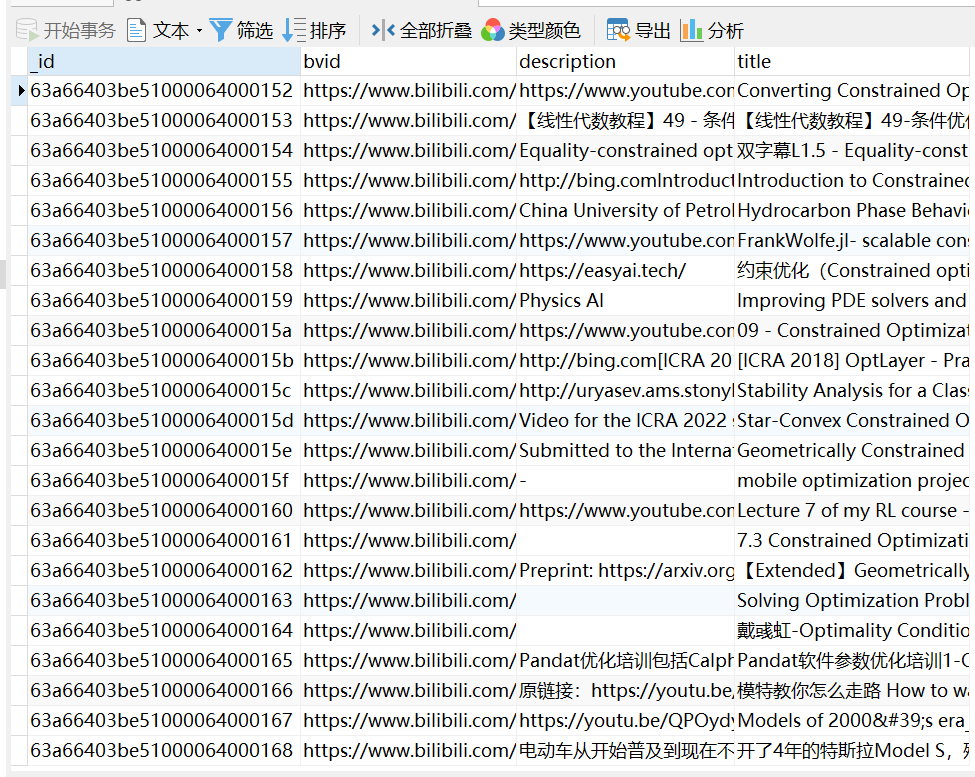 开始事务 文本 筛选 排序 全部折叠 类型颜色 导出 分析
_id bvid description title
63a66403be51000064000152 https://www.bilibili.com/ https://www.youtube.con Converting Constrained Op
63a66403be51000064000153 https://www.bilibili.com/ 【线性代数教程】49 - 条件 【线性代数教程】49-条件优化
63a66403be51000064000154 https://www.bilibili.com/ Equality-constrained opt 双字幕L1.5 - Equality-const
63a66403be51000064000155 https://www.bilibili.com/ http://bing.comIntroduct Introduction to Constrained
63a66403be51000064000156 https://www.bilibili.com/ China University of Petrol Hydrocarbon Phase Behavi
63a66403be51000064000157 https://www.bilibili.com/ https://www.youtube.con FrankWolfe.jl- scalable cons
63a66403be51000064000158 https://www.bilibili.com/ https://easyai.tech/ 约束优化（Constrained opti
63a66403be51000064000159 https://www.bilibili.com/ Physics AI Improving PDE solvers and
63a66403be5100006400015a https://www.bilibili.com/ https://www.youtube.con 09 - Constrained Optimizat
63a66403be5100006400015b https://www.bilibili.com/ http://bing.com[ICRA 20 [ICRA 2018] OptLayer - Pra
63a66403be5100006400015c https://www.bilibili.com/ http://uryasev.ams.stonyl Stability Analysis for a Class
63a66403be5100006400015d https://www.bilibili.com/ Video for the ICRA 2022 s Star-Convex Constrained O
63a66403be5100006400015e https://www.bilibili.com/ Submitted to the Interna Geometrically Constrained
63a66403be5100006400015f https://www.bilibili.com/ - mobile optimization projec
63a66403be51000064000160 https://www.bilibili.com/ https://www.youtube.con Lecture 7 of my RL course -
63a66403be51000064000161 https://www.bilibili.com/ 7.3 Constrained Optimizati
63a66403be51000064000162 https://www.bilibili.com/ Preprint: https://arxiv.org 【Extended】Geometrically
63a66403be51000064000163 https://www.bilibili.com/ Solving Optimization Probl
63a66403be51000064000164 https://www.bilibili.com/ 戴彧虹-Optimality Conditio
63a66403be51000064000165 https://www.bilibili.com/ Pandat优化培训包括Calph Pandat软件参数优化培训1-C
63a66403be51000064000166 https://www.bilibili.com/ 原链接：https://youtu.be, 模特教你怎么走路 How to wa
63a66403be51000064000167 https://www.bilibili.com/ https://youtu.be/QPOydv Models of 2000&#39;s era_
63a66403be51000064000168 https://www.bilibili.com/ 电动车从开始普及到现在不 开了4年的特斯拉Model S，